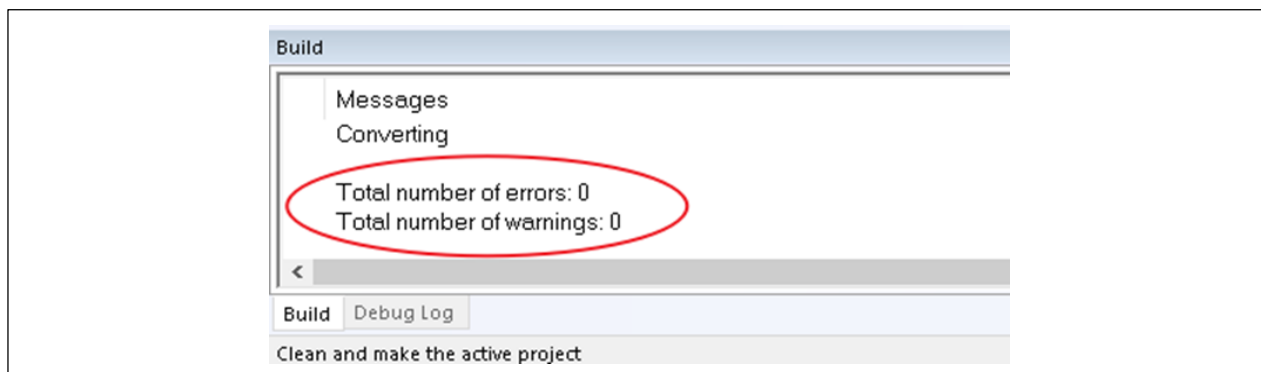 Build
Messages
Converting
Total number of errors: 0
Total number of warnings: 0
<
Build Debug Log
Clean and make the active project